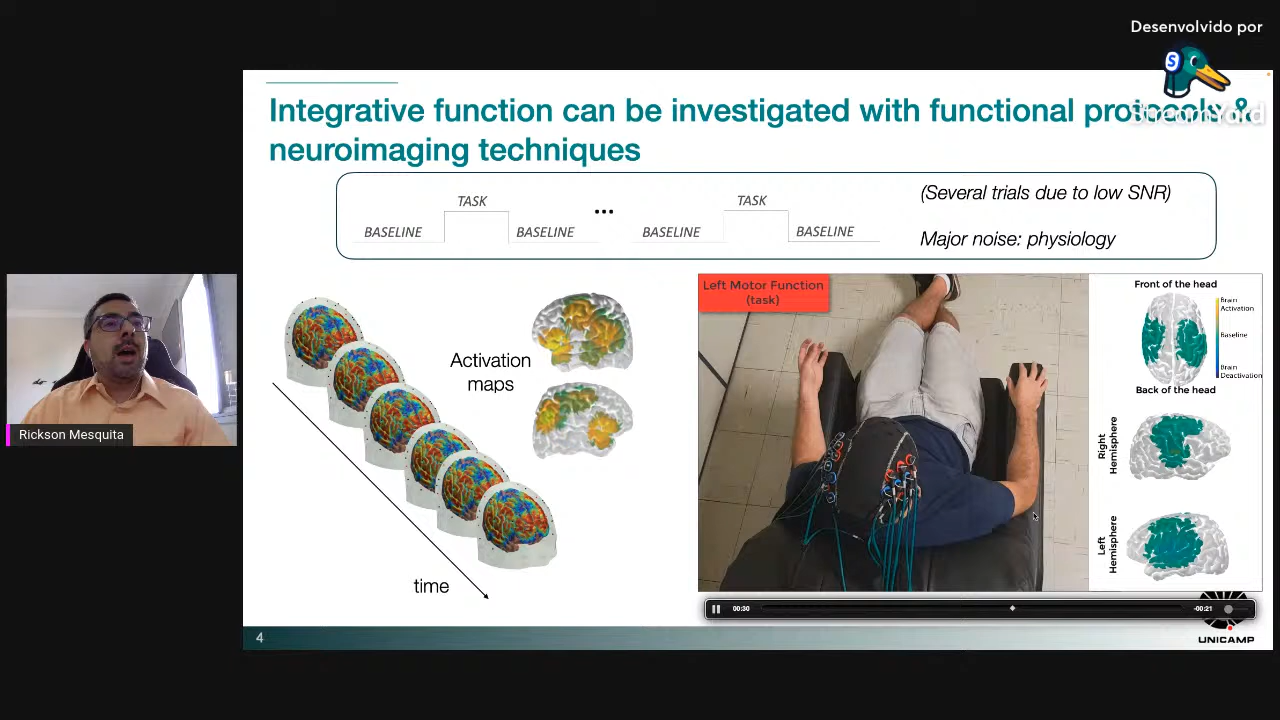 Desenvolvido por
StreamYard
Integrative function can be investigated with functional protocols &
neuroimaging techniques
BASELINE
TASK
BASELINE
...
BASELINE
TASK
BASELINE
(Several trials due to low SNR)
Major noise: physiology
Rickson Mesquita
Activation
maps
time
Left Motor Function
(task)
Front of the head
Brain
Activation
Baseline
Brain
Deactivation
Back of the head
Right
Hemisphere
Left
Hemisphere
00:30
-00:21
4
UNICAMP